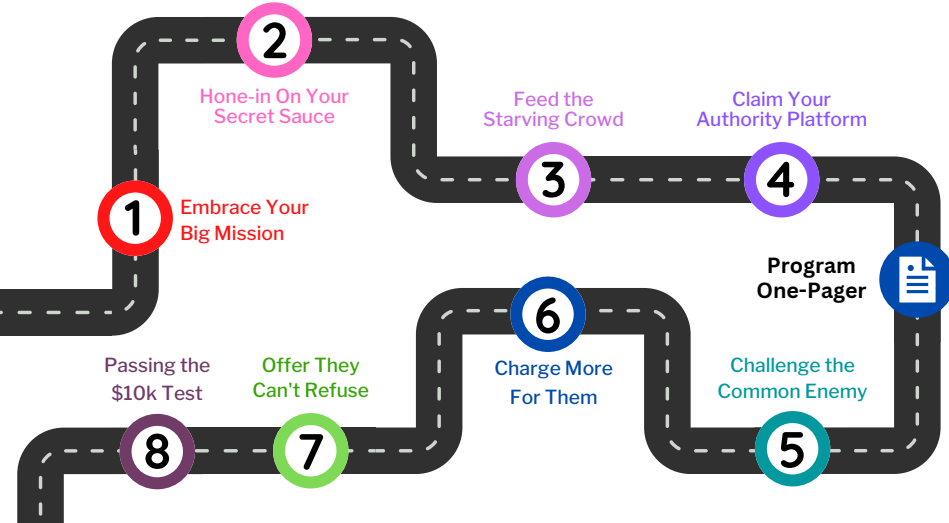 1
Embrace Your
Big Mission
2
Hone-in On Your
Secret Sauce
3
Feed the
Starving Crowd
4
Claim Your
Authority Platform
Program
One-Pager
5
Challenge the
Common Enemy
6
Charge More
For Them
7
Offer They
Can't Refuse
8
Passing the
$10k Test